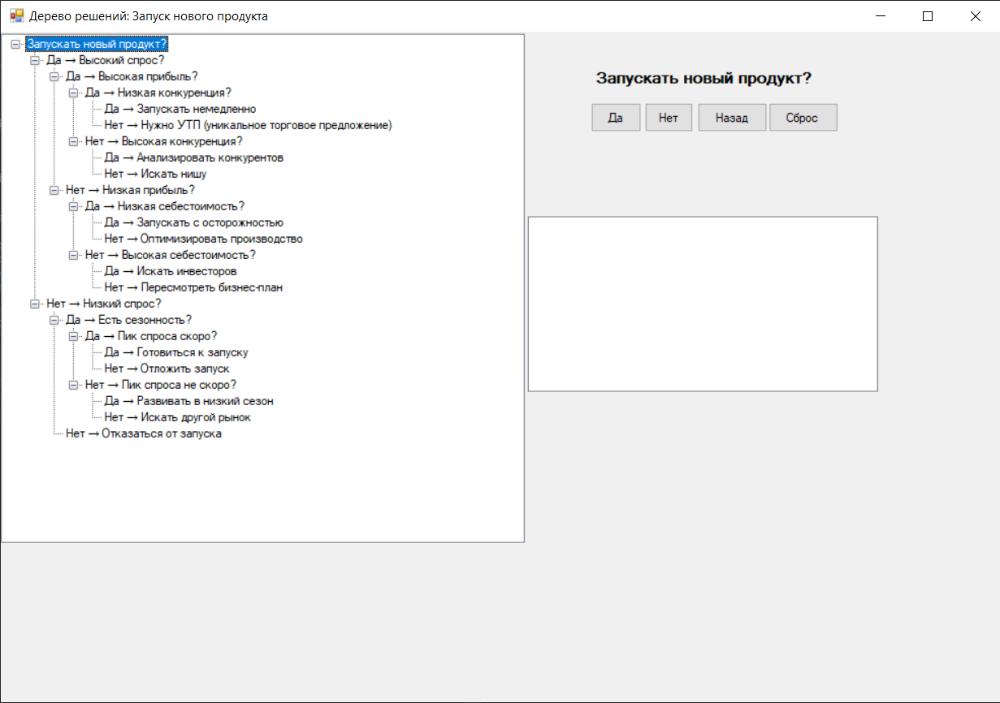 Дерево решений: Запуск нового продукта
Запускать новый продукт?
Да → Высокий спрос?
Да → Высокая прибыль?
Да → Низкая конкуренция?
Да → Запускать немедленно
Нет → Нужно УТП (уникальное торговое предложение)
Нет → Высокая конкуренция?
Да → Анализировать конкурентов
Нет → Искать нишу
Нет → Низкая прибыль?
Да → Низкая себестоимость?
Да → Запускать с осторожностью
Нет → Оптимизировать производство
Нет → Высокая себестоимость?
Да → Искать инвесторов
Нет → Пересмотреть бизнес-план
Нет → Низкий спрос?
Да → Есть сезонность?
Да → Пик спроса скоро?
Да → Готовиться к запуску
Нет → Отложить запуск
Нет → Пик спроса не скоро?
Да → Развивать в низкий сезон
Нет → Искать другой рынок
Нет → Отказаться от запуска
Запускать новый продукт?
Да Нет Назад Сброс